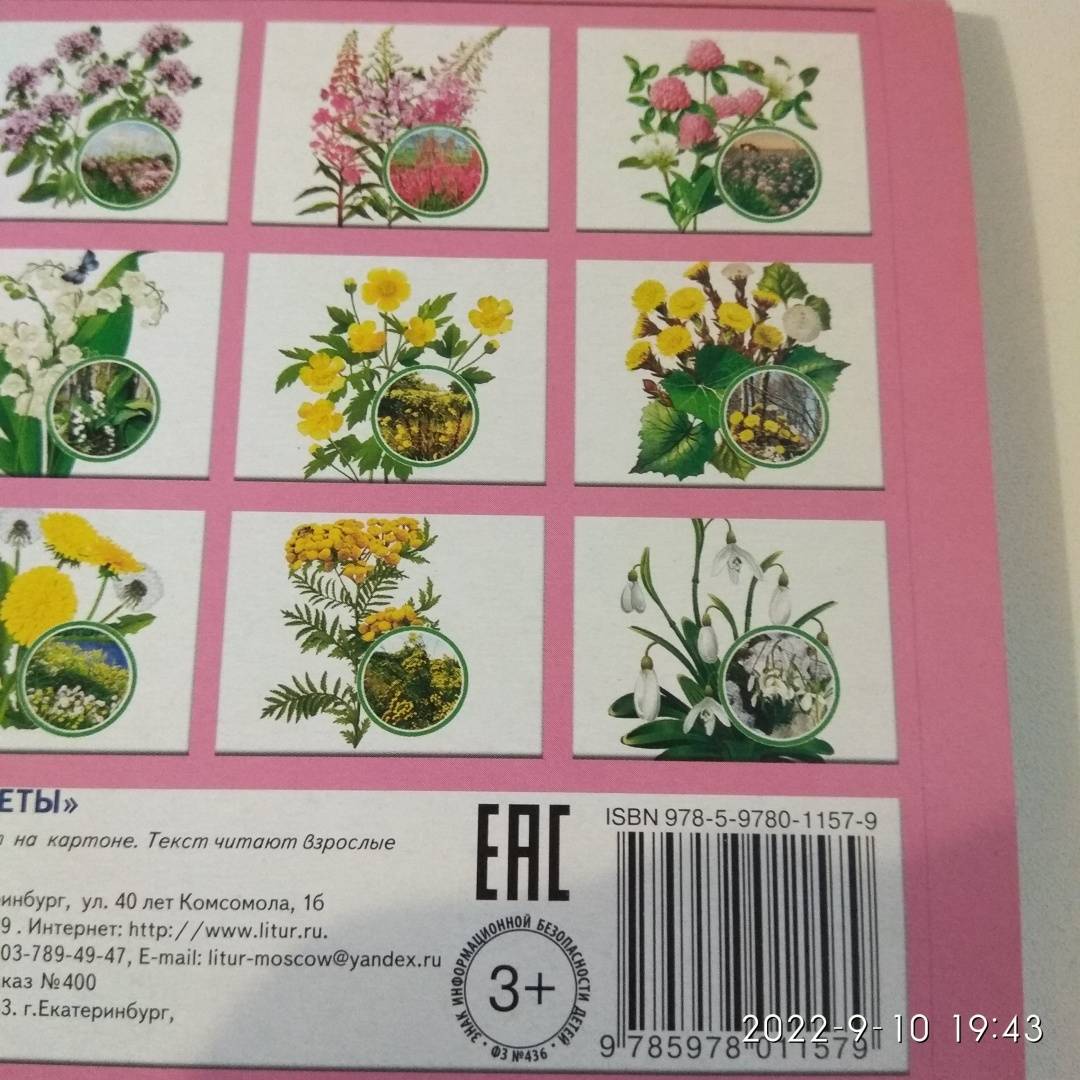 ЕТЫ»
на картоне. Текст читают взрослые
инбург, ул. 40 лет Комсомола, 16
9. Интернет: http://www.litur.ru.
03-789-49-47, E-mail: litur-moscow@yandex.ru
каз №400
3. г.Екатеринбург,
EAC
ЗНАК ИНФОРМАЦИОННОЙ БЕЗОПАСНОСТИ ДЕТЕЙ
3+
ФЗ №436
ISBN 978-5-9780-1157-9
9 785978 011579
2022-9-10 19:43